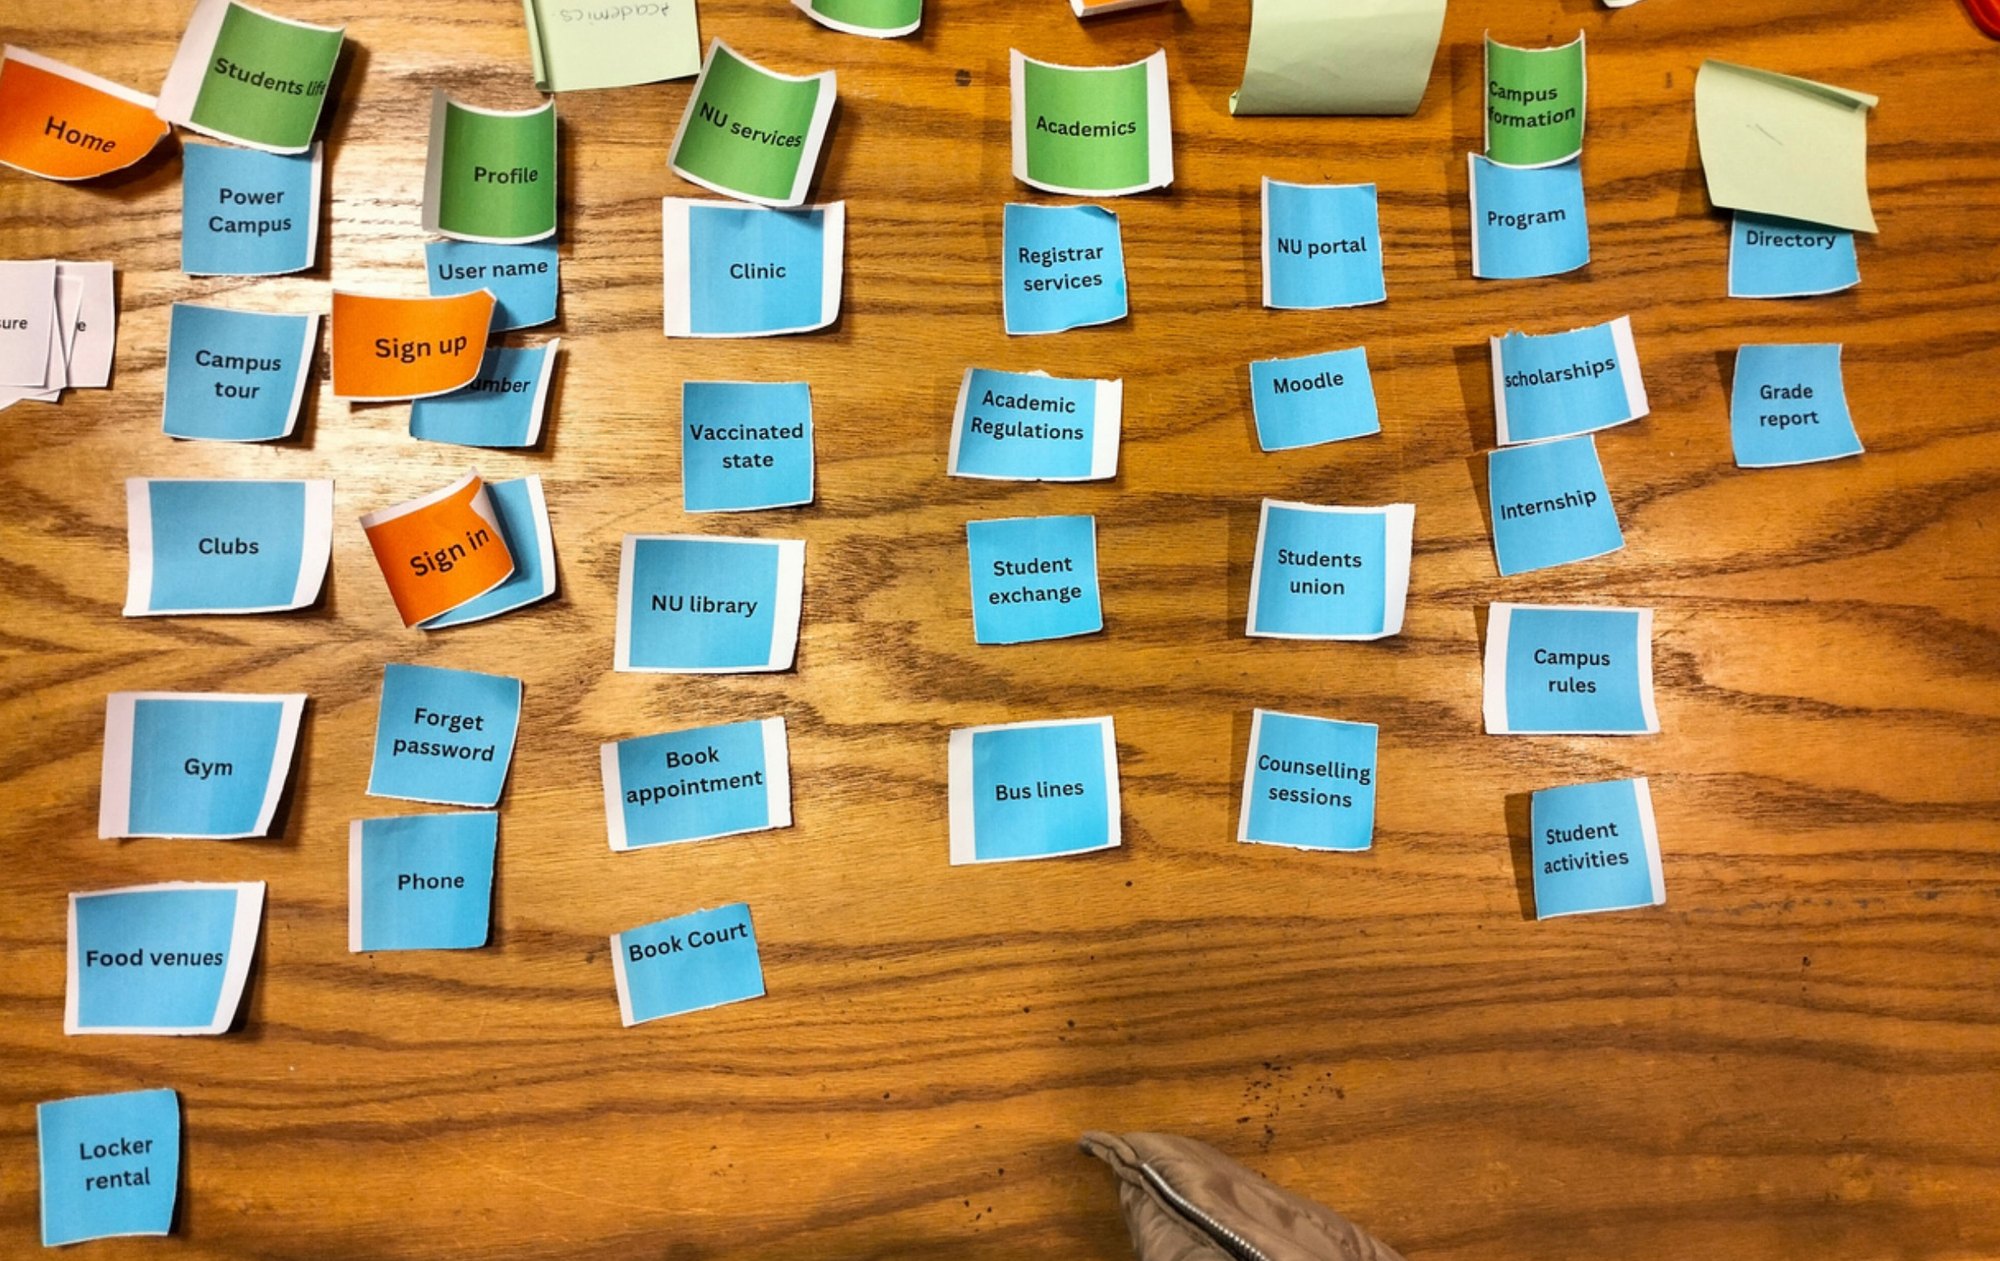 Academics.
Home
Students life
Power
Campus
Campus
tour
Clubs
Gym
Food venues
Locker
rental
Profile
User name
Sign up
umber
Sign in
Forget
password
Phone
NU services
Clinic
Vaccinated
state
NU library
Book
appointment
Book Court
Academics
Registrar
services
Academic
Regulations
Student
exchange
Bus lines
NU portal
Moodle
Students
union
Counselling
sessions
Campus
formation
Program
scholarships
Internship
Campus
rules
Student
activities
Directory
Grade
report
sure
e